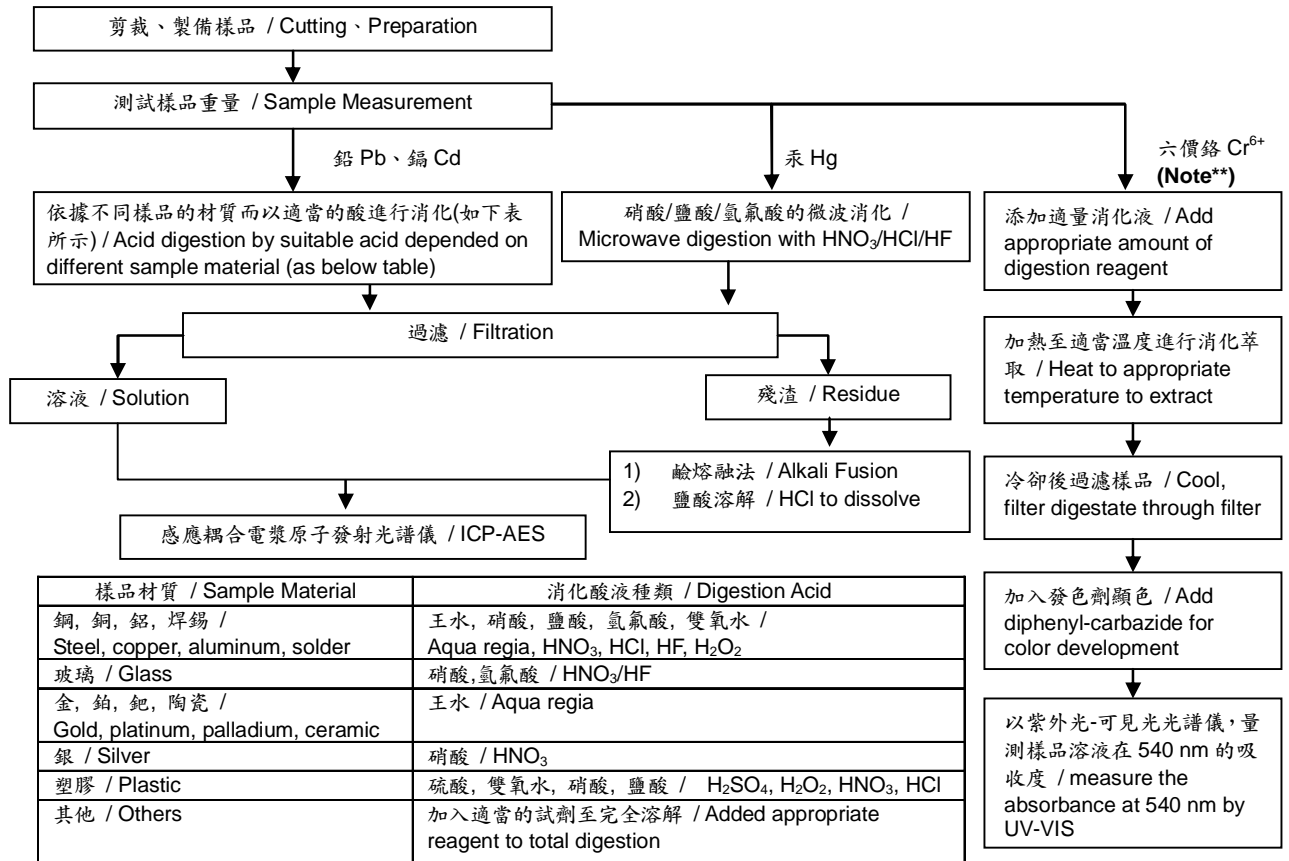 剪裁、製備樣品 / Cutting、Preparation
測試樣品重量 / Sample Measurement
鉛 Pb、鎘 Cd
汞 Hg
六價鉻 Cr⁶⁺
(Note**)
依據不同樣品的材質而以適當的酸進行消化(如下表
所示) / Acid digestion by suitable acid depended on
different sample material (as below table)
硝酸/鹽酸/氫氟酸的微波消化 /
Microwave digestion with HNO₃/HCl/HF
添加適量消化液 / Add
appropriate amount of
digestion reagent
過濾 / Filtration
加熱至適當溫度進行消化萃
取 / Heat to appropriate
temperature to extract
溶液 / Solution
殘渣 / Residue
1) 鹼熔融法 / Alkali Fusion
2) 鹽酸溶解 / HCl to dissolve
冷卻後過濾樣品 / Cool,
filter digestate through filter
感應耦合電漿原子發射光譜儀 / ICP-AES
加入發色劑顯色 / Add
diphenyl-carbazide for
color development
以紫外光-可見光光譜儀，量
測樣品溶液在 540 nm 的吸
收度 / measure the
absorbance at 540 nm by
UV-VIS
樣品材質 / Sample Material
消化酸液種類 / Digestion Acid
鋼, 銅, 鋁, 焊錫 /
Steel, copper, aluminum, solder
王水, 硝酸, 鹽酸, 氫氟酸, 雙氧水 /
Aqua regia, HNO₃, HCl, HF, H₂O₂
玻璃 / Glass
硝酸,氫氟酸 / HNO₃/HF
金, 鉑, 鈀, 陶瓷 /
Gold, platinum, palladium, ceramic
王水 / Aqua regia
銀 / Silver
硝酸 / HNO₃
塑膠 / Plastic
硫酸, 雙氧水, 硝酸, 鹽酸 / H₂SO₄, H₂O₂, HNO₃, HCl
其他 / Others
加入適當的試劑至完全溶解 / Added appropriate
reagent to total digestion